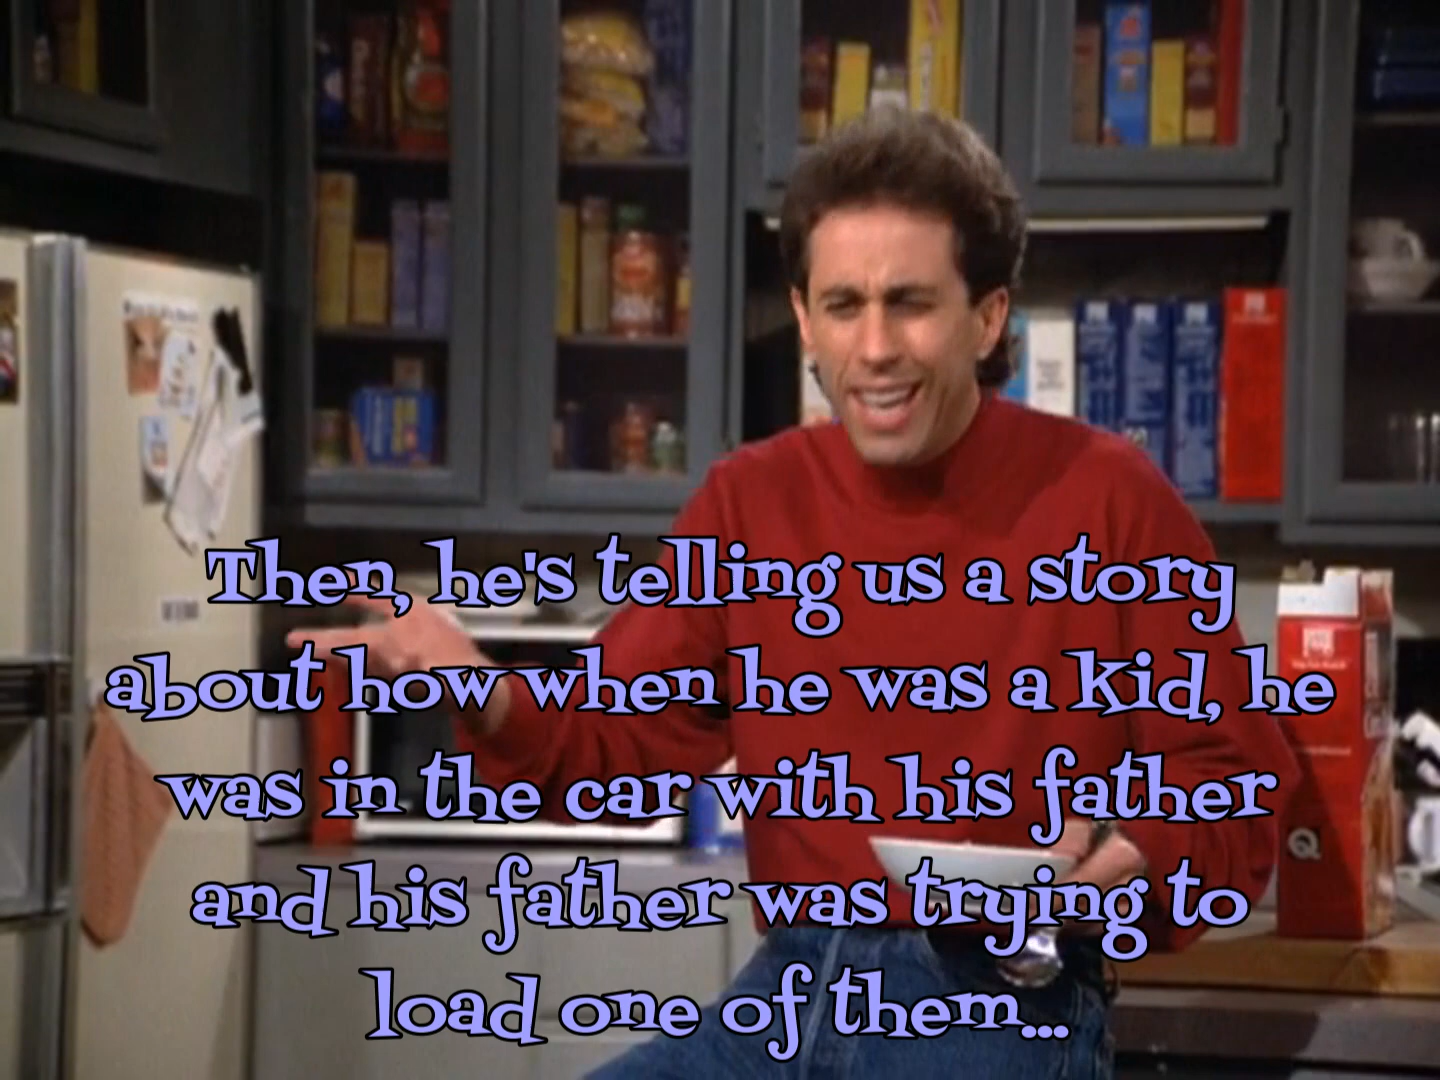 Then, he's telling us a story
about how when he was a kid, he
was in the car with his father
and his father was trying to
load one of them...